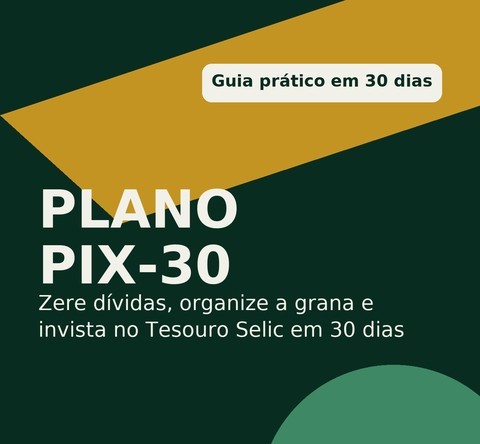 Guia prático em 30 dias
PLANO
PIX-30
Zere dívidas, organize a grana e
invista no Tesouro Selic em 30 dias